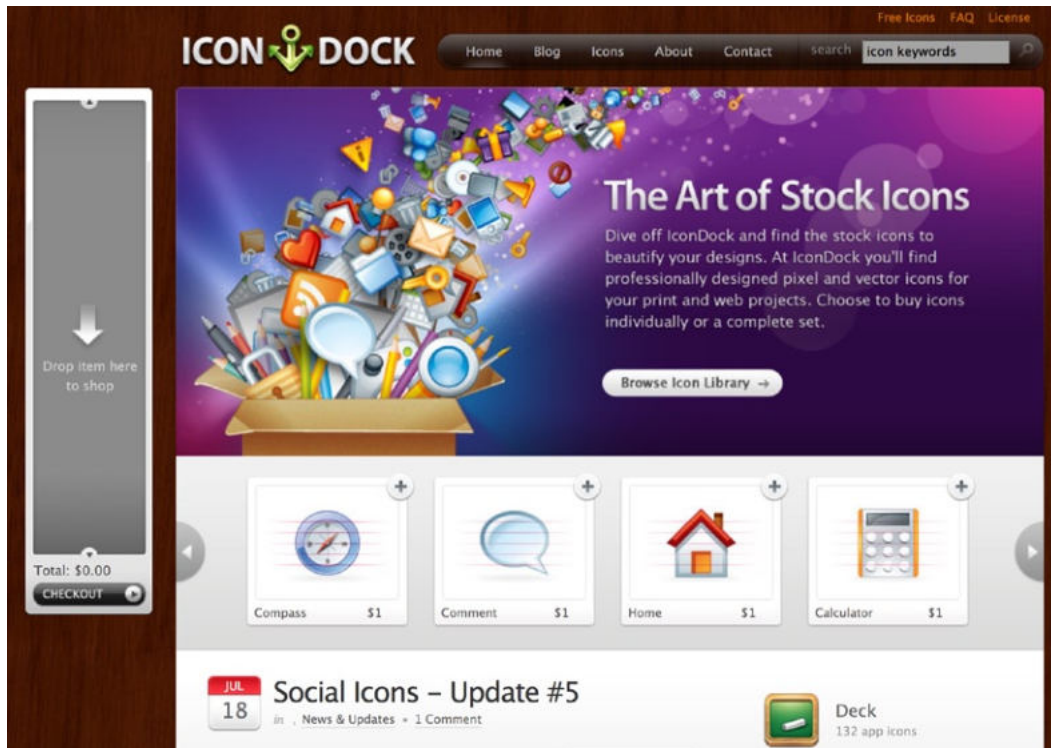 Free Icons FAQ License
ICON DOCK
Home Blog Icons About Contact search icon keywords
The Art of Stock Icons
Dive off IconDock and find the stock icons to
beautify your designs. At IconDock you'll find
professionally designed pixel and vector icons for
your print and web projects. Choose to buy icons
individually or a complete set.
Browse Icon Library →
Drop item here
to shop
Total: $0.00
CHECKOUT
Compass $1
Comment $1
Home $1
Calculator $1
JUL
18
Social Icons – Update #5
in , News & Updates • 1 Comment
Deck
132 app icons